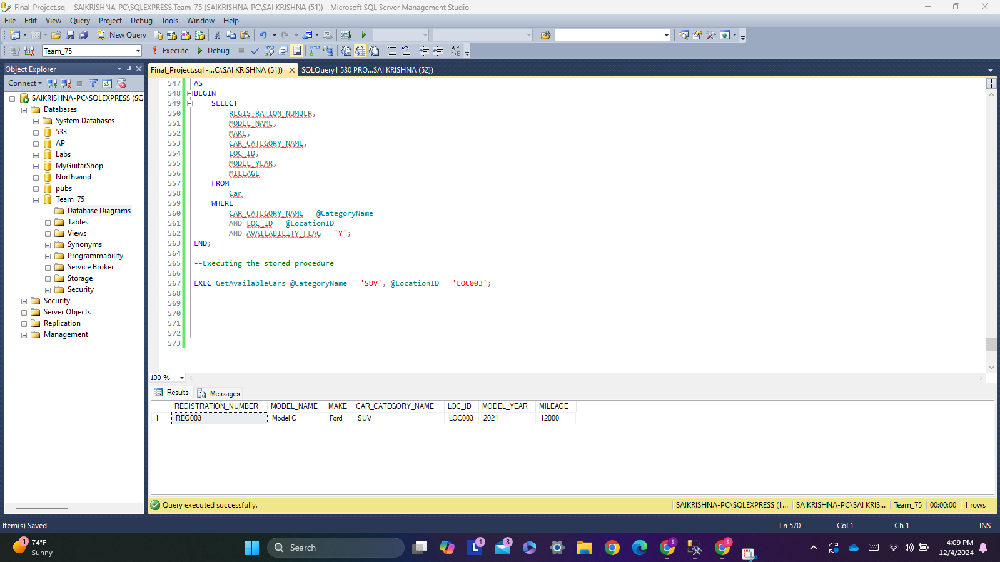 Final_Project.sql - SAIKRISHNA-PC\SQLEXPRESS.Team_75 (SAIKRISHNA-PC\SAI KRISHNA (51)) - Microsoft SQL Server Management Studio
File Edit View Query Project Debug Tools Window Help
New Query
Team_75 Execute Debug
Object Explorer
Final_Project.sql -...C\SAI KRISHNA (51)) SQLQuery1 530 PRO...SAI KRISHNA (52))
Connect
SAIKRISHNA-PC\SQLEXPRESS (SQ
Databases
System Databases
533
AP
Labs
MyGuitarShop
Northwind
pubs
Team_75
Database Diagrams
Tables
Views
Synonyms
Programmability
Service Broker
Storage
Security
Security
Server Objects
Replication
Management
547 AS
548 BEGIN
549 SELECT
550 REGISTRATION_NUMBER,
551 MODEL_NAME,
552 MAKE,
553 CAR_CATEGORY_NAME,
554 LOC_ID,
555 MODEL_YEAR,
556 MILEAGE
557 FROM
558 Car
559 WHERE
560 CAR_CATEGORY_NAME = @CategoryName
561 AND LOC_ID = @LocationID
562 AND AVAILABILITY_FLAG = 'Y';
563 END;
564
565 --Executing the stored procedure
566
567 EXEC GetAvailableCars @CategoryName = 'SUV', @LocationID = 'LOC003';
568
569
570
571
572
573
100 %
Results Messages
REGISTRATION_NUMBER MODEL_NAME MAKE CAR_CATEGORY_NAME LOC_ID MODEL_YEAR MILEAGE
1 REG003 Model C Ford SUV LOC003 2021 12000
Query executed successfully. SAIKRISHNA-PC\SQLEXPRESS (1... SAIKRISHNA-PC\SAI KRIS... Team_75 00:00:00 1 rows
Item(s) Saved Ln 570 Col 1 Ch 1 INS
1 74°F
Sunny
Search
1
8
S
S
4:09 PM
12/4/2024